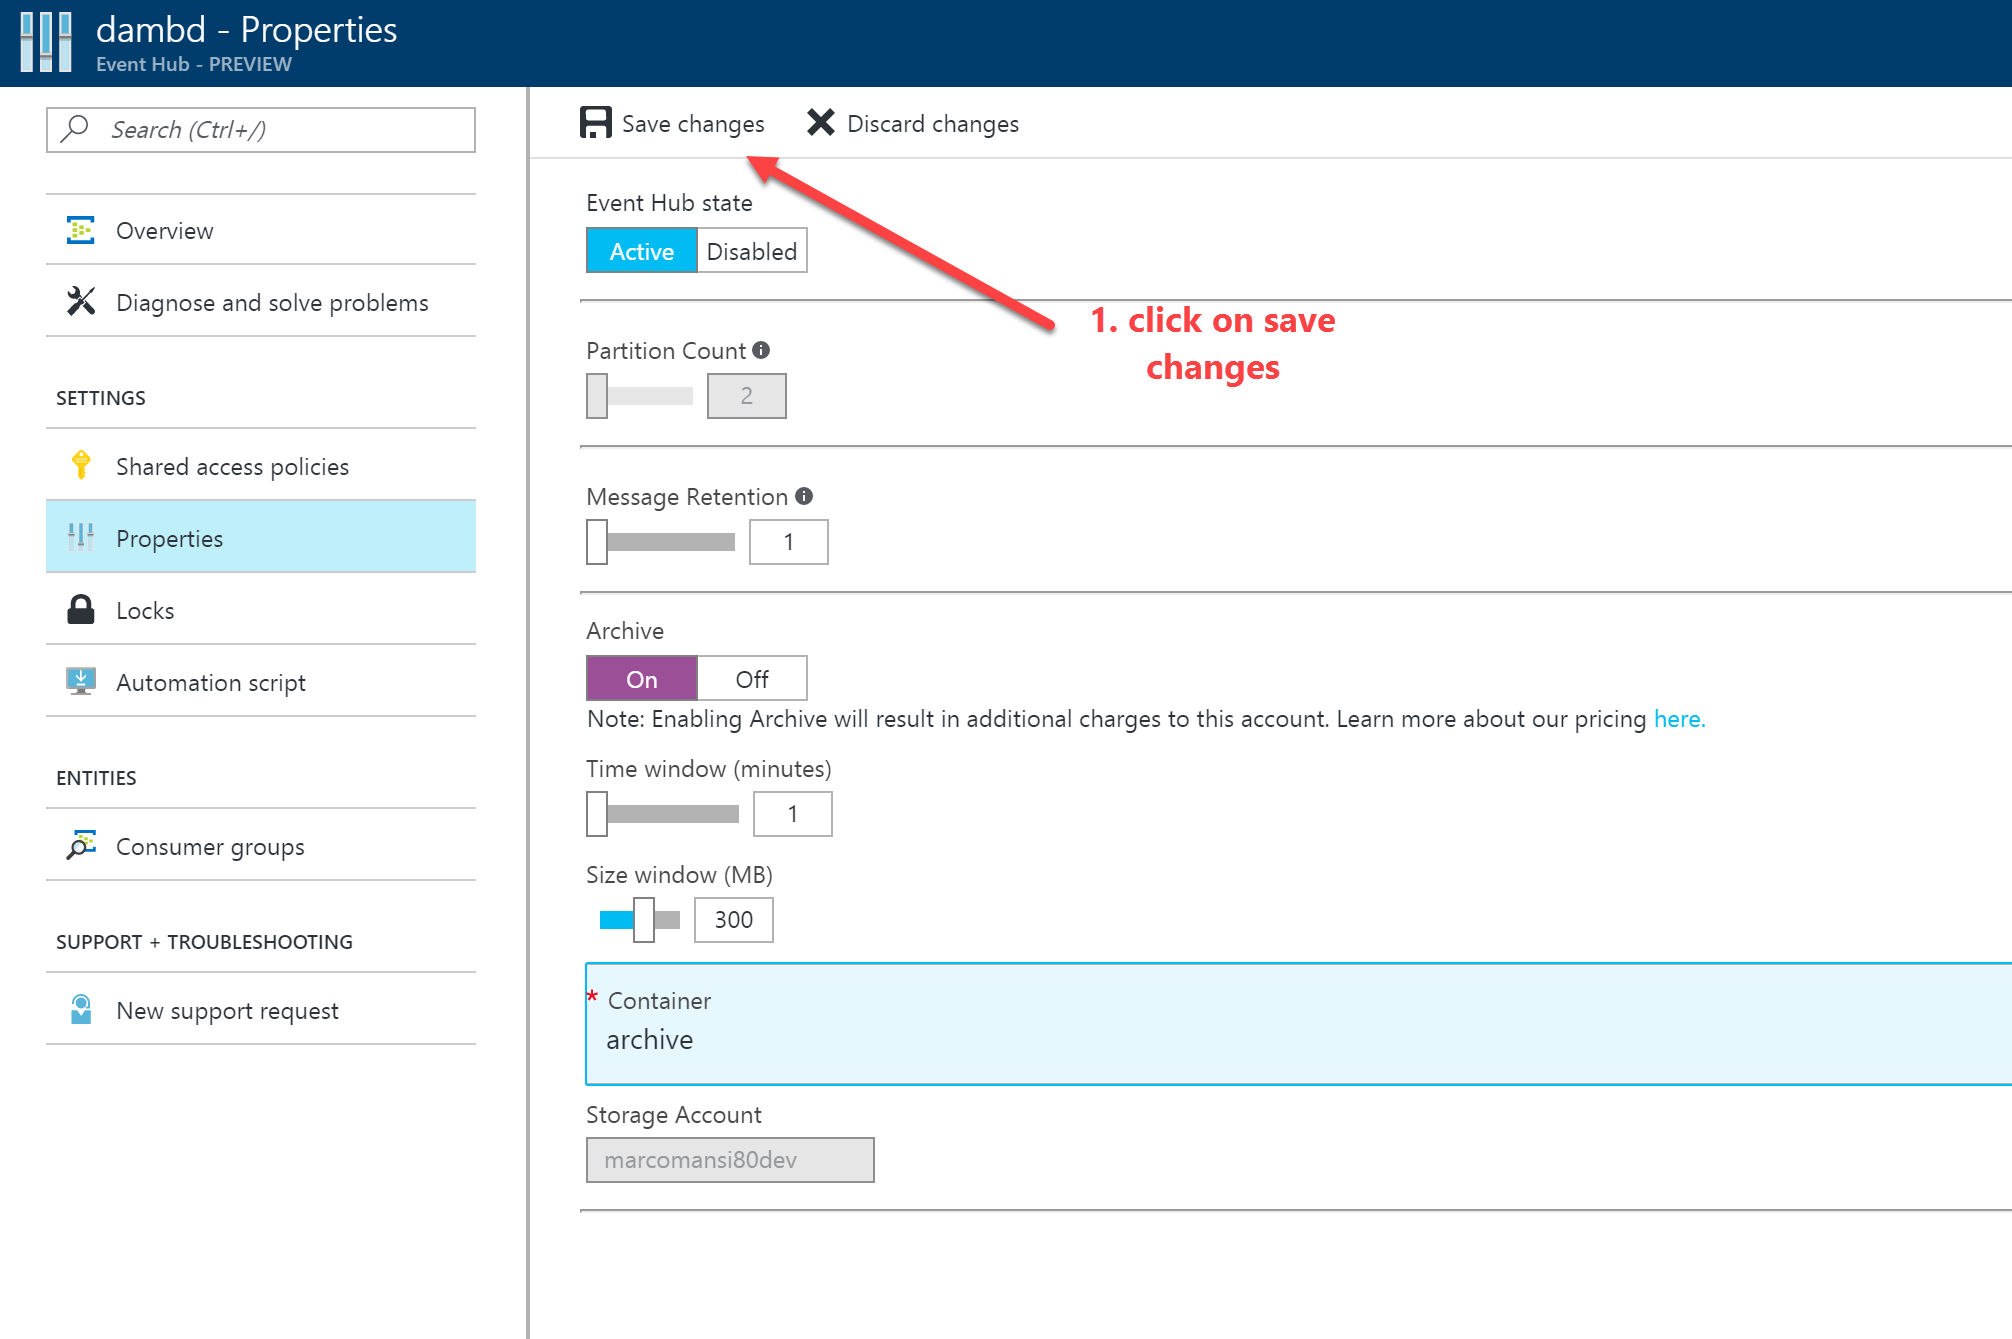 dambd - Properties
Event Hub - PREVIEW
Search (Ctrl+/)
Overview
Diagnose and solve problems
SETTINGS
Shared access policies
Properties
Locks
Automation script
ENTITIES
Consumer groups
SUPPORT + TROUBLESHOOTING
New support request
Save changes
Discard changes
Event Hub state
Active
Disabled
1. click on save
changes
Partition Count
2
Message Retention
1
Archive
On
Off
Note: Enabling Archive will result in additional charges to this account. Learn more about our pricing here.
Time window (minutes)
1
Size window (MB)
300
* Container
archive
Storage Account
marcomansi80dev